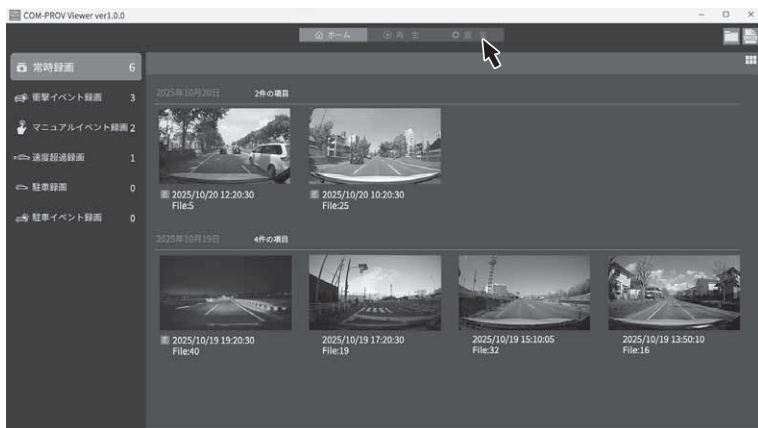 COM-PROV Viewer ver1.0.0
ホーム
再 生
設 定
常時録画 6
衝撃イベント録画 3
マニュアルイベント録画 2
速度超過録画 1
駐車録画 0
駐車イベント録画 0
2025年10月20日 2件の項目
2025/10/20 12:20:30
File:5
2025/10/20 10:20:30
File:25
2025年10月19日 4件の項目
2025/10/19 19:20:30
File:40
2025/10/19 17:20:30
File:19
2025/10/19 15:10:05
File:32
2025/10/19 13:50:10
File:16